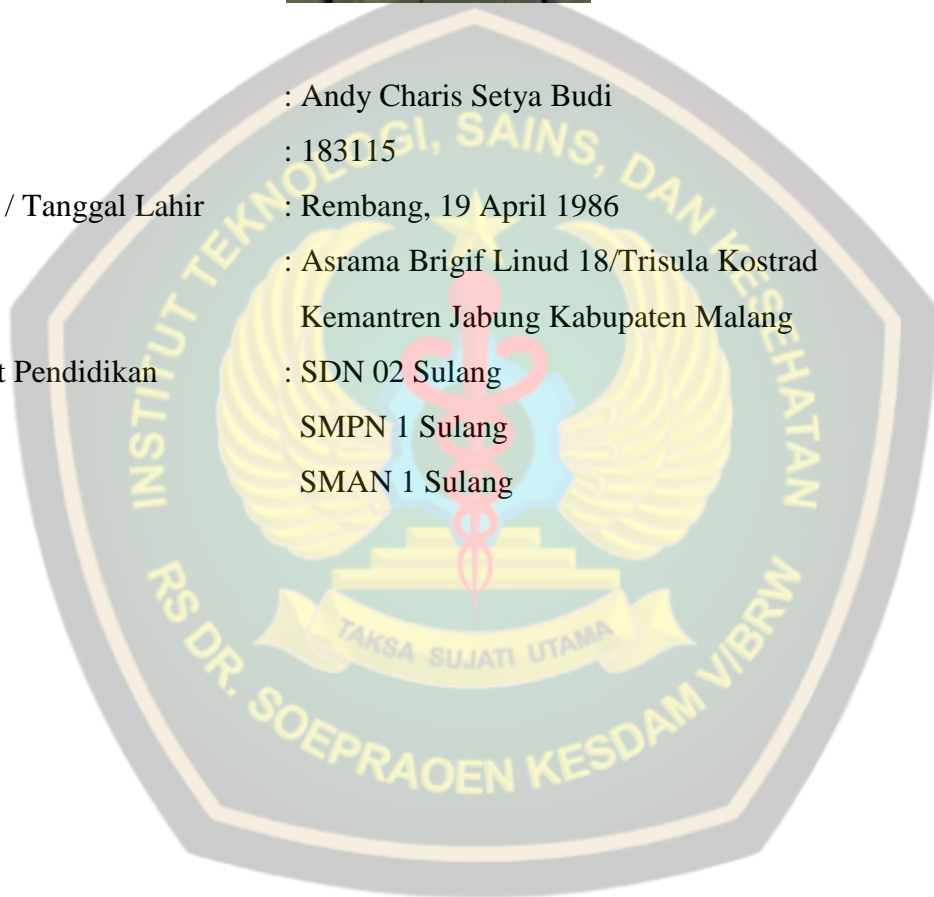 : Andy Charis Setya Budi
: 183115
/ Tanggal Lahir : Rembang, 19 April 1986
: Asrama Brigif Linud 18/Trisula Kostrad
Kemantren Jabung Kabupaten Malang
t Pendidikan : SDN 02 Sulang
SMPN 1 Sulang
SMAN 1 Sulang
INSTITUT TEKNOLOGI, SAINS, DAN KESEHATAN
TAKSA SUJATI UTAMA
RS DR. SOEPRAOEN KESDAM V/BRW